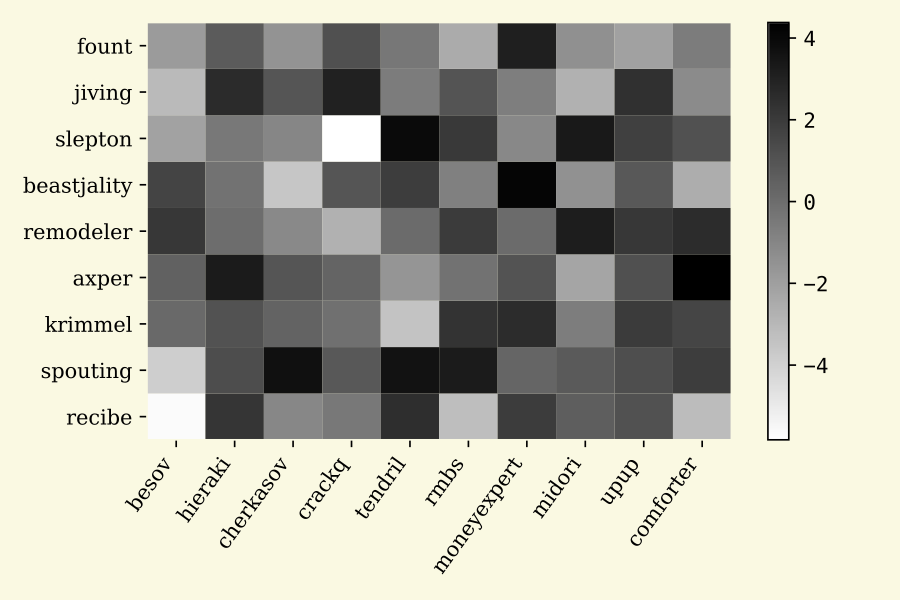 fount
jiving
slepton
beastjality
remodeler
axper
krimmel
spouting
recibe
besov
hieraki
cherkasov
crackq
tendril
rmbs
moneyexpert
midori
upup
comforter
4
2
0
−2
−4